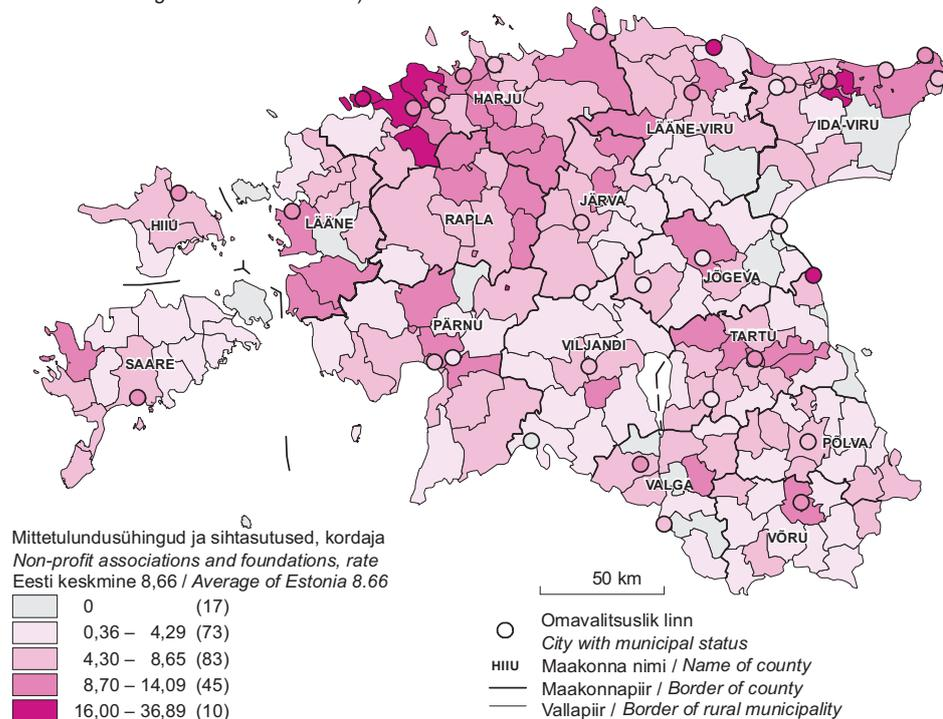 HARJU
LÄÄNE-VIRU
IDA-VIRU
HIIU
LÄÄNE
RAPLA
JÄRVA
JÕGEVA
PÄRNU
SAARE
VILJANDI
TARTU
PÕLVA
VALGA
VÕRU
Mittetulundusühingud ja sihtasutused, kordaja
Non-profit associations and foundations, rate
Eesti keskmine 8,66 / Average of Estonia 8.66
0 (17)
0,36 – 4,29 (73)
4,30 – 8,65 (83)
8,70 – 14,09 (45)
16,00 – 36,89 (10)
50 km
Omavalitsuslik linn
City with municipal status
HIIU Maakonna nimi / Name of county
Maakonnapiir / Border of county
Vallapiir / Border of rural municipality